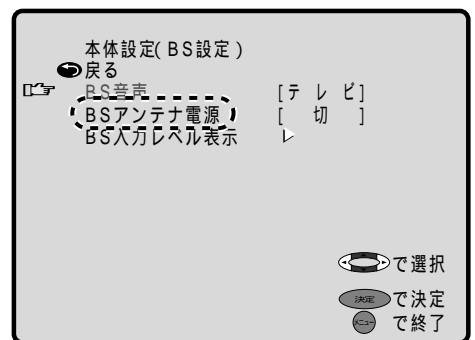 本体設定(BS設定)
戻る
BS音声 [テレビ]
BSアンテナ電源 [ 切 ]
BS入力レベル表示
で選択
決定 で決定
メニュー で終了